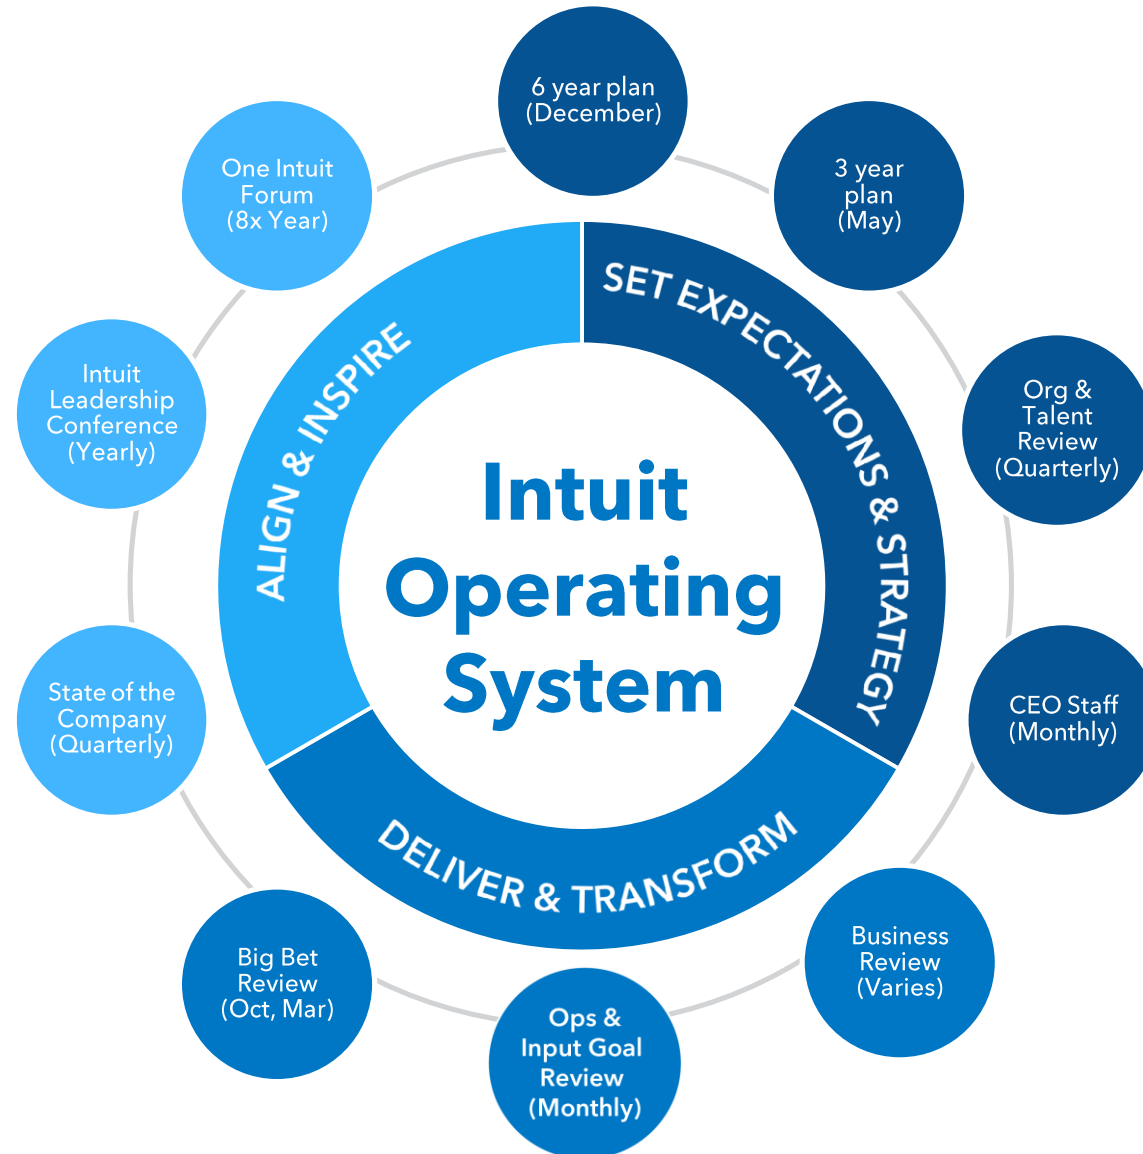 6 year plan
(December)
3 year
plan
(May)
Org &
Talent
Review
(Quarterly)
CEO Staff
(Monthly)
Business
Review
(Varies)
Ops &
Input Goal
Review
(Monthly)
Big Bet
Review
(Oct, Mar)
State of the
Company
(Quarterly)
Intuit
Leadership
Conference
(Yearly)
One Intuit
Forum
(8x Year)
SET EXPECTATIONS & STRATEGY
DELIVER & TRANSFORM
ALIGN & INSPIRE
Intuit
Operating
System